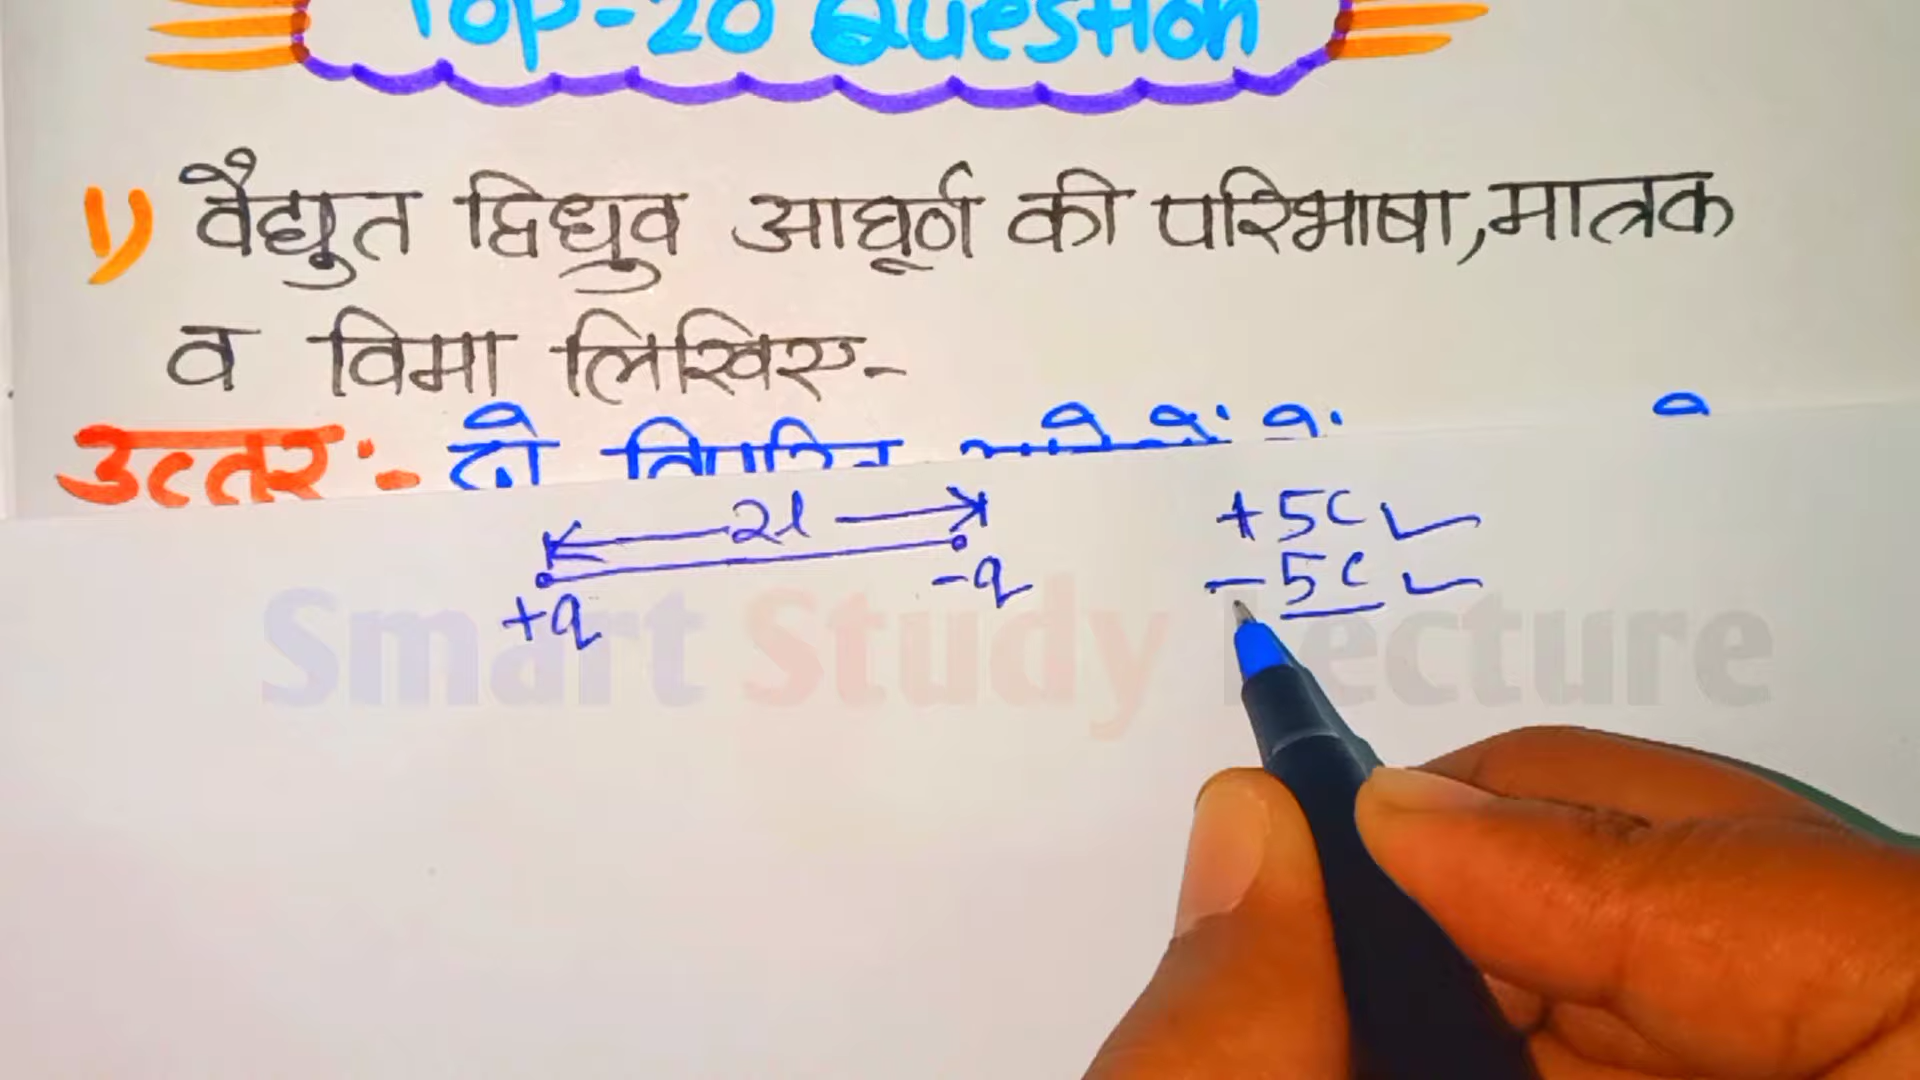 Top-20 Question
1) वैद्युत द्विध्रुव आघूर्ण की परिभाषा, मात्रक
व विमा लिखिए-
उत्तर:- दो
2l
+q
-q
+5C
-5C
Smart Study Lecture